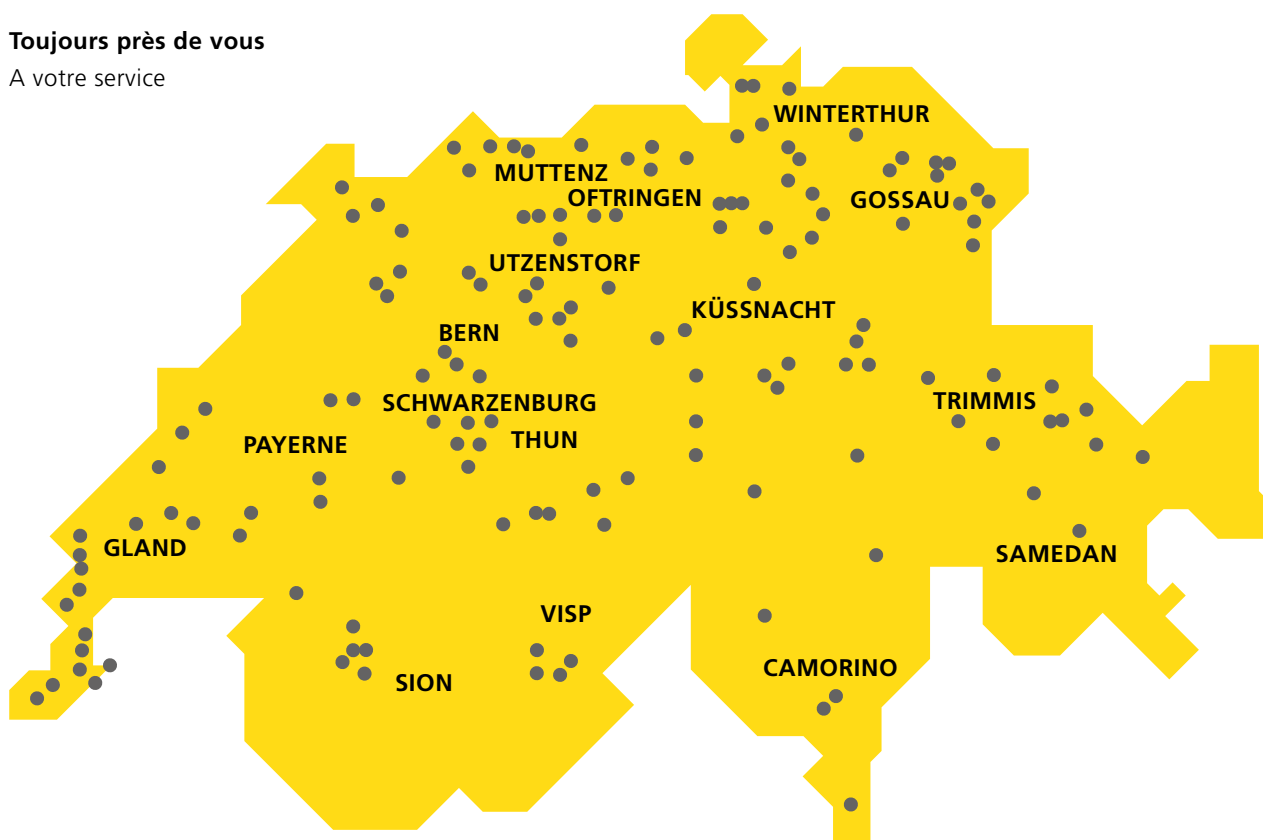 Toujours près de vous
A votre service
WINTERTHUR
MUTTENZ
OFTRINGEN
GOSSAU
UTZENSTORF
KÜSSNACHT
BERN
SCHWARZENBURG
TRIMMIS
PAYERNE
THUN
GLAND
SAMEDAN
VISP
CAMORINO
SION